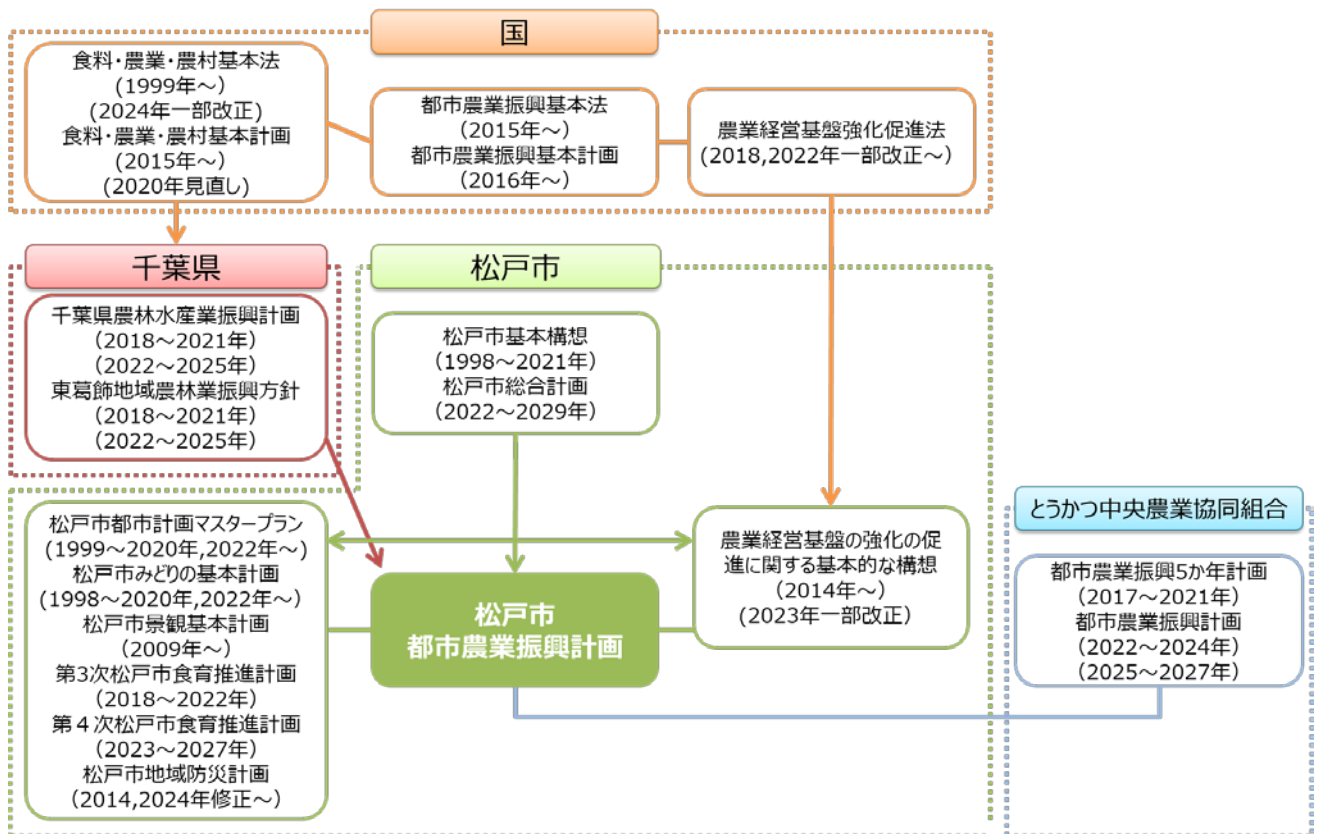 国
食料・農業・農村基本法
(1999年～)
(2024年一部改正)
食料・農業・農村基本計画
(2015年～)
(2020年見直し)
都市農業振興基本法
(2015年～)
都市農業振興基本計画
(2016年～)
農業経営基盤強化促進法
(2018,2022年一部改正～)
千葉県
千葉県農林水産業振興計画
(2018～2021年)
(2022～2025年)
東葛飾地域農林業振興方針
(2018～2021年)
(2022～2025年)
松戸市
松戸市基本構想
(1998～2021年)
松戸市総合計画
(2022～2029年)
松戸市都市計画マスタープラン
(1999～2020年,2022年～)
松戸市みどりの基本計画
(1998～2020年,2022年～)
松戸市景観基本計画
(2009年～)
第3次松戸市食育推進計画
(2018～2022年)
第４次松戸市食育推進計画
(2023～2027年)
松戸市地域防災計画
(2014,2024年修正～)
松戸市
都市農業振興計画
農業経営基盤の強化の促
進に関する基本的な構想
(2014年～)
(2023年一部改正)
とうかつ中央農業協同組合
都市農業振興5か年計画
(2017～2021年)
都市農業振興計画
(2022～2024年)
(2025～2027年)